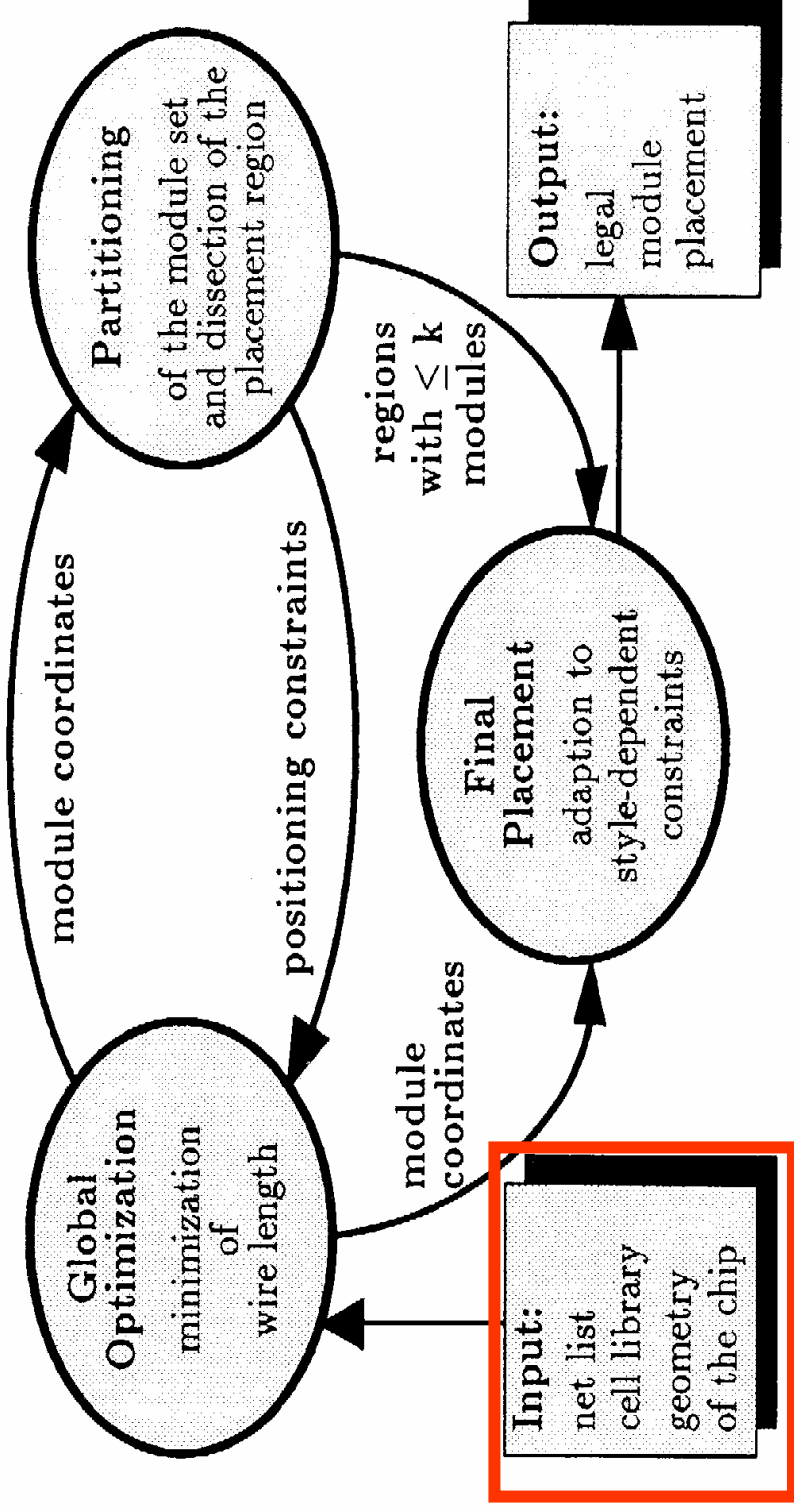 Global
Optimization
minimization
of
wire length
module coordinates
positioning constraints
Partitioning
of the module set
and dissection of the
placement region
module
coordinates
regions
with ≤ k
modules
Input:
net list
cell library
geometry
of the chip
Final
Placement
adaption to
style-dependent
constraints
Output:
legal
module
placement